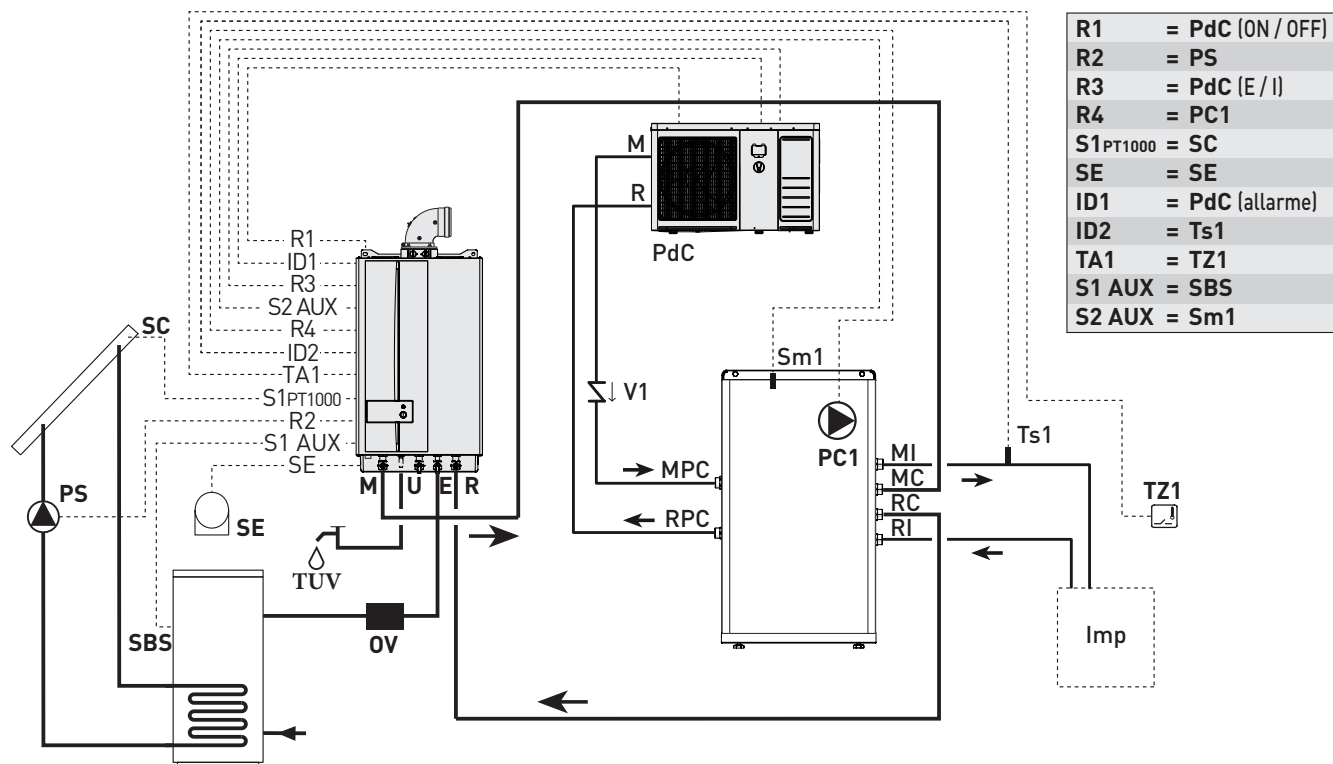 R1 = PdC (ON / OFF)
R2 = PS
R3 = PdC (E / I)
R4 = PC1
S1PT1000 = SC
SE = SE
ID1 = PdC (allarme)
ID2 = Ts1
TA1 = TZ1
S1 AUX = SBS
S2 AUX = Sm1
M
R
PdC
R1
ID1
R3
S2 AUX
R4
ID2
TA1
S1PT1000
R2
S1 AUX
SE
SC
PS
SE
M U E R
TUV
SBS
OV
V1
MPC
RPC
Sm1
PC1
MI
MC
RC
RI
Ts1
TZ1
Imp